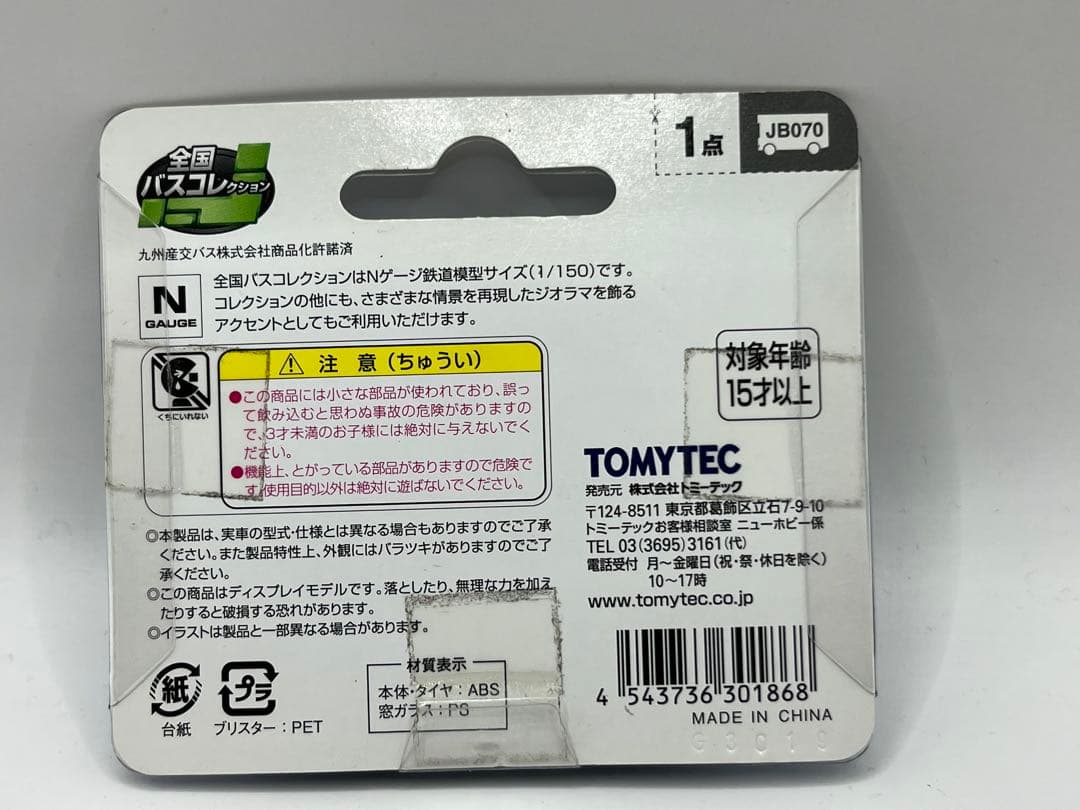 全国
バスコレクション
1点
JB070
九州産交バス株式会社商品化許諾済
N
GAUGE
全国バスコレクションはNゲージ鉄道模型サイズ(1/150)です。
コレクションの他にも、さまざまな情景を再現したジオラマを飾る
アクセントとしてもご利用いただけます。
くちにいれない
⚠ 注 意 (ちゅうい)
●この商品には小さな部品が使われており、誤っ
て飲み込むと思わぬ事故の危険がありますの
で、3才未満のお子様には絶対に与えないでく
ださい。
●機能上、とがっている部品がありますので危険で
す。使用目的以外は絶対に遊ばないでください。
対象年齢
15才以上
◎本製品は、実車の型式・仕様とは異なる場合もありますのでご了承
ください。また製品特性上、外観にはバラツキがありますのでご了
承ください。
◎この商品はディスプレイモデルです。落としたり、無理な力を加え
たりすると破損する恐れがあります。
◎イラストは製品と一部異なる場合があります。
TOMYTEC
発売元 株式会社トミーテック
〒124-8511 東京都葛飾区立石7-9-10
トミーテックお客様相談室 ニューホビー係
TEL 03(3695)3161(代)
電話受付 月~金曜日(祝・祭・休日を除く)
10~17時
www.tomytec.co.jp
紙
台紙
プラ
ブリスター:PET
材質表示
本体・タイヤ:ABS
窓ガラス:PS
4 543736 301868
MADE IN CHINA